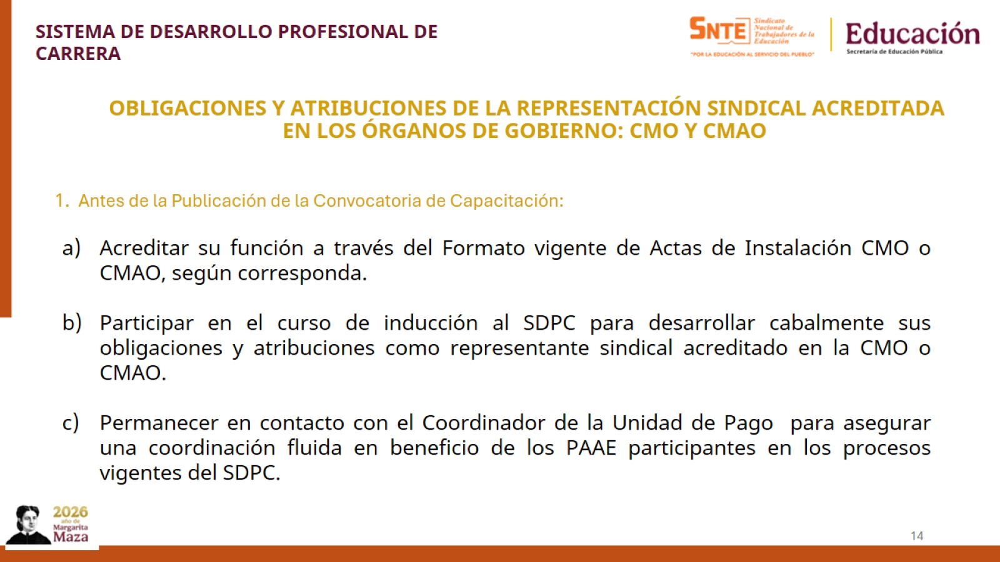 SISTEMA DE DESARROLLO PROFESIONAL DE
CARRERA
SNTE
Sindicato
Nacional de
Trabajadores de la
Educación
"POR LA EDUCACIÓN AL SERVICIO DEL PUEBLO"
Educación
Secretaría de Educación Pública
OBLIGACIONES Y ATRIBUCIONES DE LA REPRESENTACIÓN SINDICAL ACREDITADA
EN LOS ÓRGANOS DE GOBIERNO: CMO Y CMAO
1. Antes de la Publicación de la Convocatoria de Capacitación:
a) Acreditar su función a través del Formato vigente de Actas de Instalación CMO o
CMAO, según corresponda.
b) Participar en el curso de inducción al SDPC para desarrollar cabalmente sus
obligaciones y atribuciones como representante sindical acreditado en la CMO o
CMAO.
c) Permanecer en contacto con el Coordinador de la Unidad de Pago para asegurar
una coordinación fluida en beneficio de los PAAE participantes en los procesos
vigentes del SDPC.
2026
año de
Margarita
Maza
14